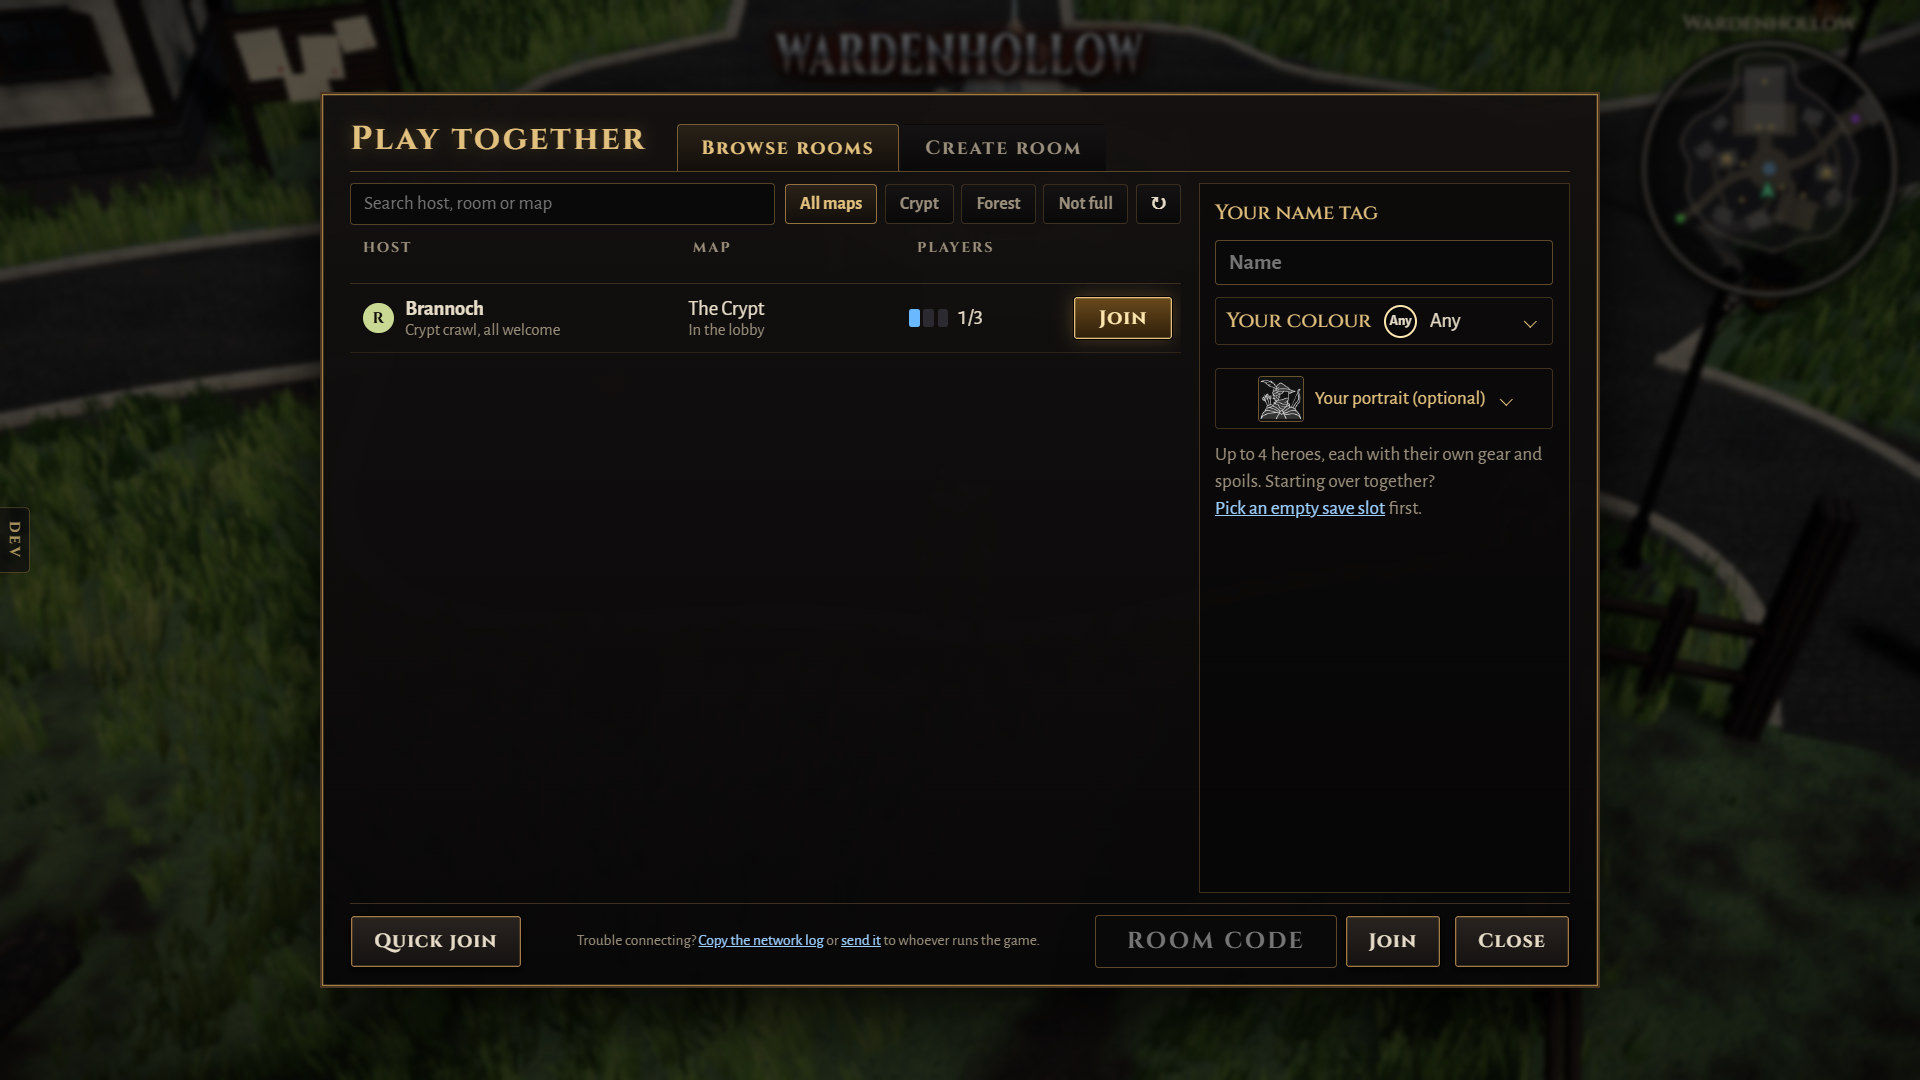 WARDENHOLLOW
WARDENHOLLOW
Play together
Browse rooms
Create room
Search host, room or map
All maps
Crypt
Forest
Not full
HOST
MAP
PLAYERS
R
Brannoch
Crypt crawl, all welcome
The Crypt
In the lobby
1/3
Join
Your name tag
Name
Your colour
Any
Any
Your portrait (optional)
Up to 4 heroes, each with their own gear and
spoils. Starting over together?
Pick an empty save slot first.
DEV
Quick join
Trouble connecting? Copy the network log or send it to whoever runs the game.
ROOM CODE
Join
Close